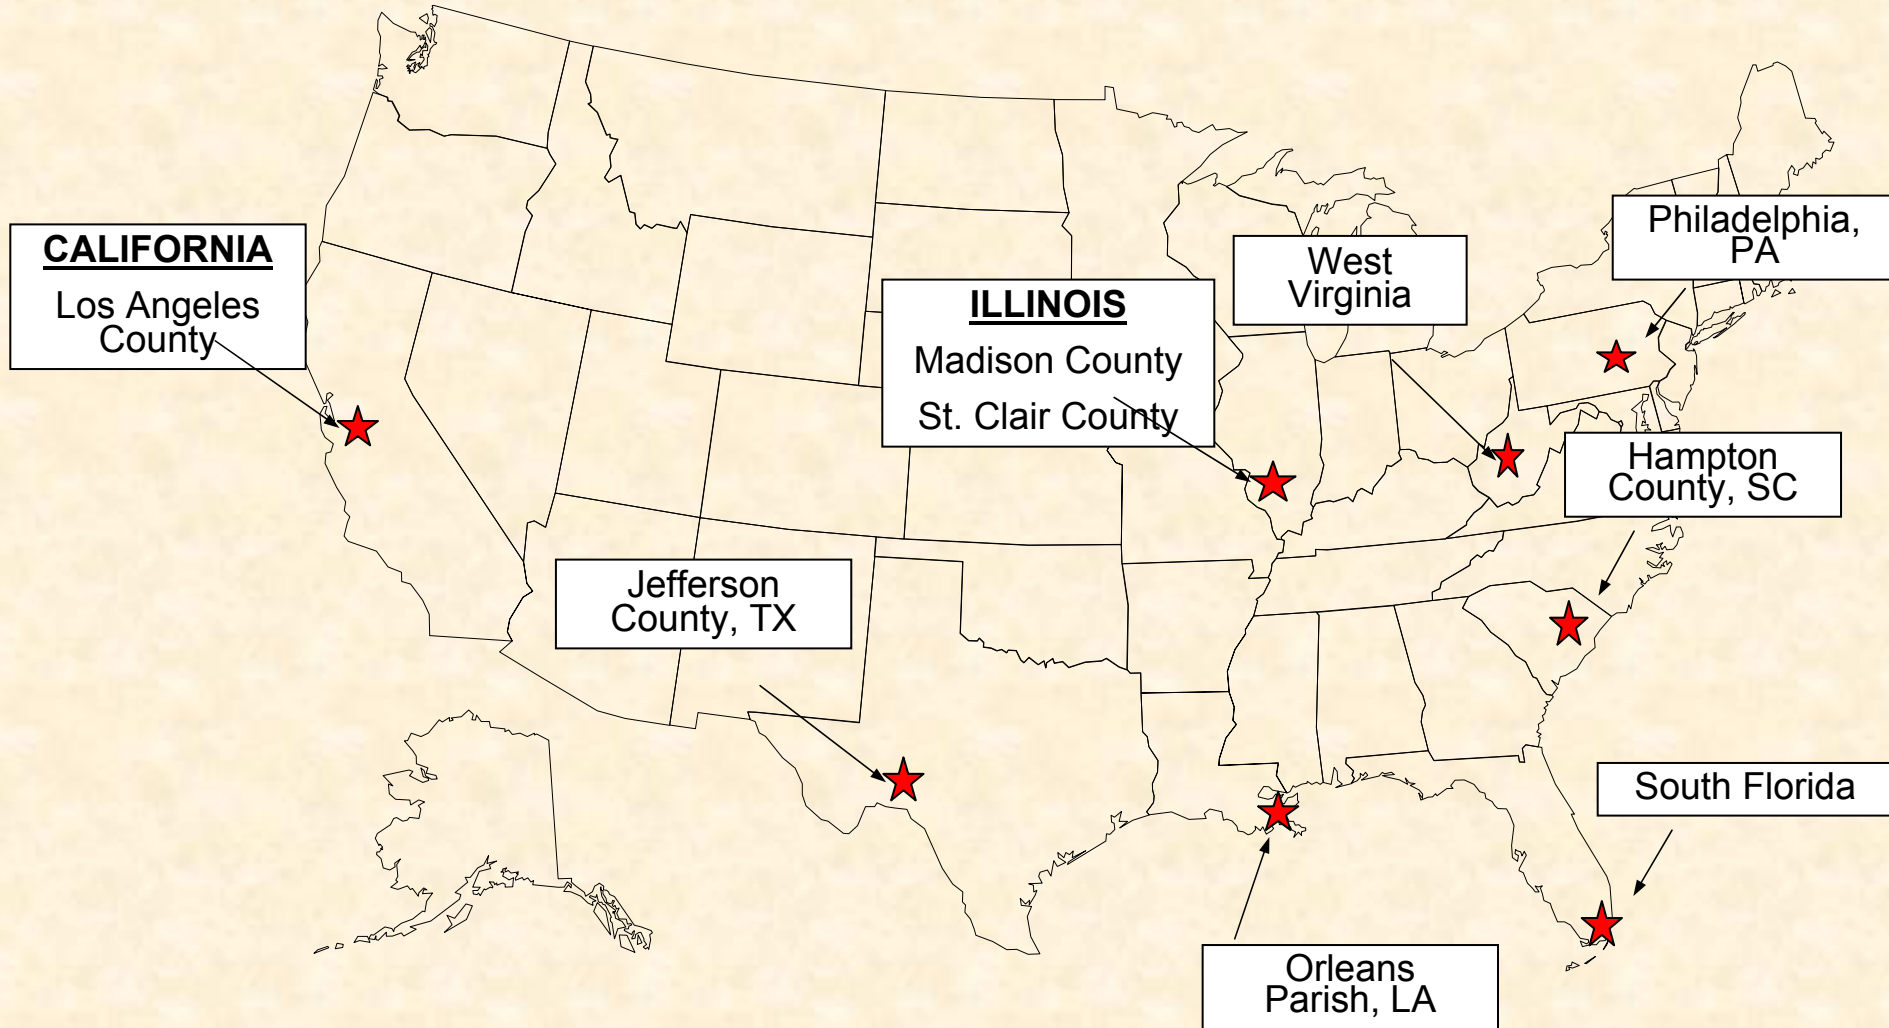 CALIFORNIA
Los Angeles
County
ILLINOIS
Madison County
St. Clair County
West
Virginia
Philadelphia,
PA
Hampton
County, SC
Jefferson
County, TX
South Florida
Orleans
Parish, LA